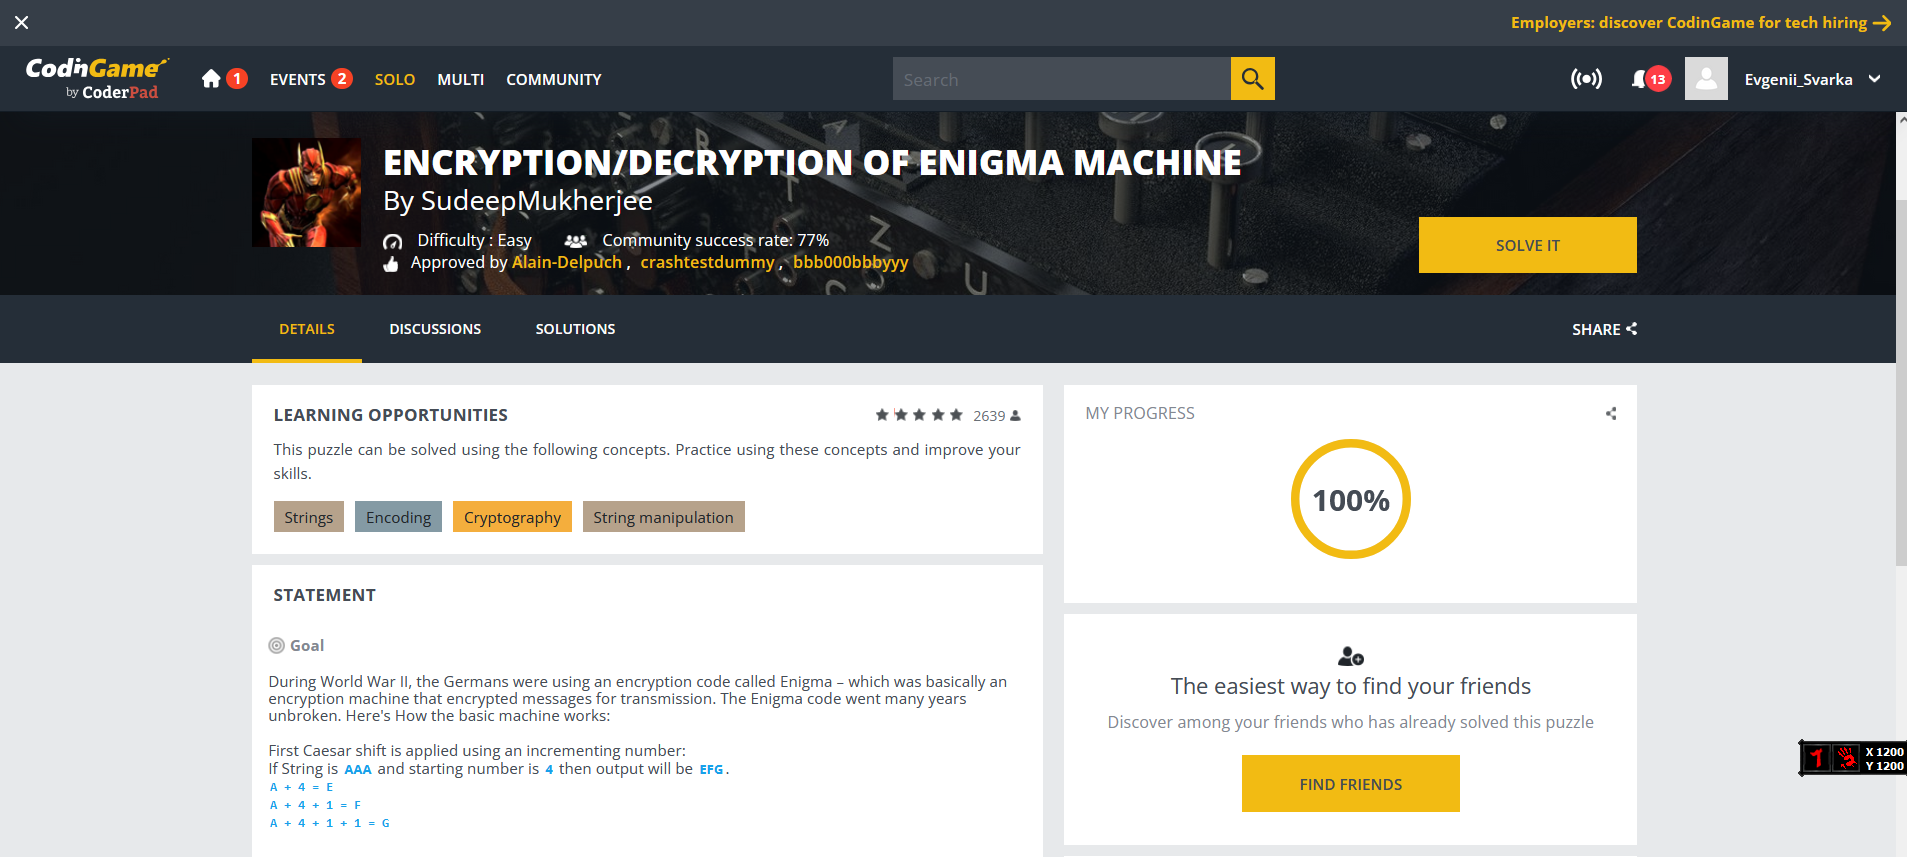 Employers: discover CodinGame for tech hiring
CodinGame
by CoderPad
1
EVENTS 2
SOLO
MULTI
COMMUNITY
Search
13
Evgenii_Svarka
ENCRYPTION/DECRYPTION OF ENIGMA MACHINE
By SudeepMukherjee
Difficulty : Easy
Community success rate: 77%
Approved by Alain-Delpuch , crashtestdummy , bbb000bbbyyy
SOLVE IT
DETAILS
DISCUSSIONS
SOLUTIONS
SHARE
LEARNING OPPORTUNITIES
2639
This puzzle can be solved using the following concepts. Practice using these concepts and improve your
skills.
Strings
Encoding
Cryptography
String manipulation
STATEMENT
Goal
During World War II, the Germans were using an encryption code called Enigma – which was basically an
encryption machine that encrypted messages for transmission. The Enigma code went many years
unbroken. Here's How the basic machine works:
First Caesar shift is applied using an incrementing number:
If String is AAA and starting number is 4 then output will be EFG.
A + 4 = E
A + 4 + 1 = F
A + 4 + 1 + 1 = G
MY PROGRESS
100%
The easiest way to find your friends
Discover among your friends who has already solved this puzzle
FIND FRIENDS
X 1200
Y 1200